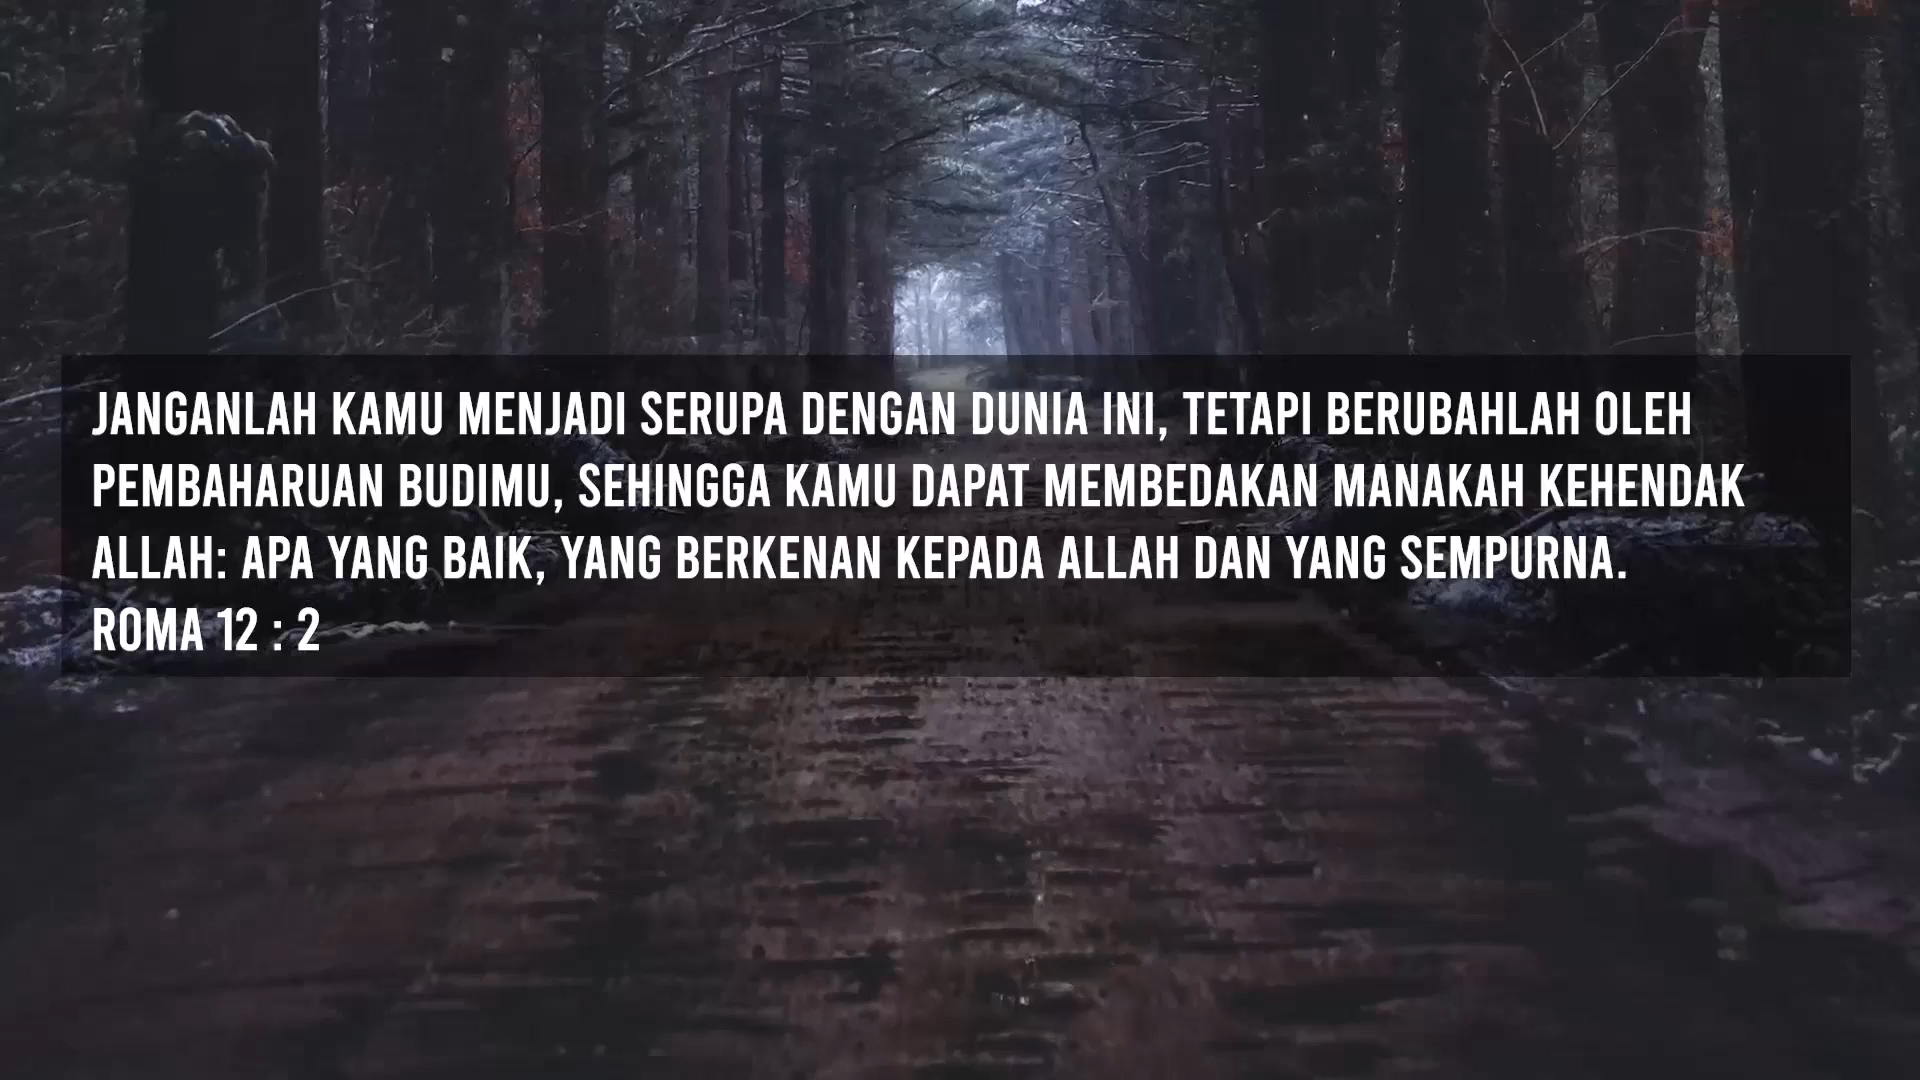 JANGANLAH KAMU MENJADI SERUPA DENGAN DUNIA INI, TETAPI BERUBAHLAH OLEH
PEMBAHARUAN BUDIMU, SEHINGGA KAMU DAPAT MEMBEDAKAN MANAKAH KEHENDAK
ALLAH: APA YANG BAIK, YANG BERKENAN KEPADA ALLAH DAN YANG SEMPURNA.
ROMA 12 : 2